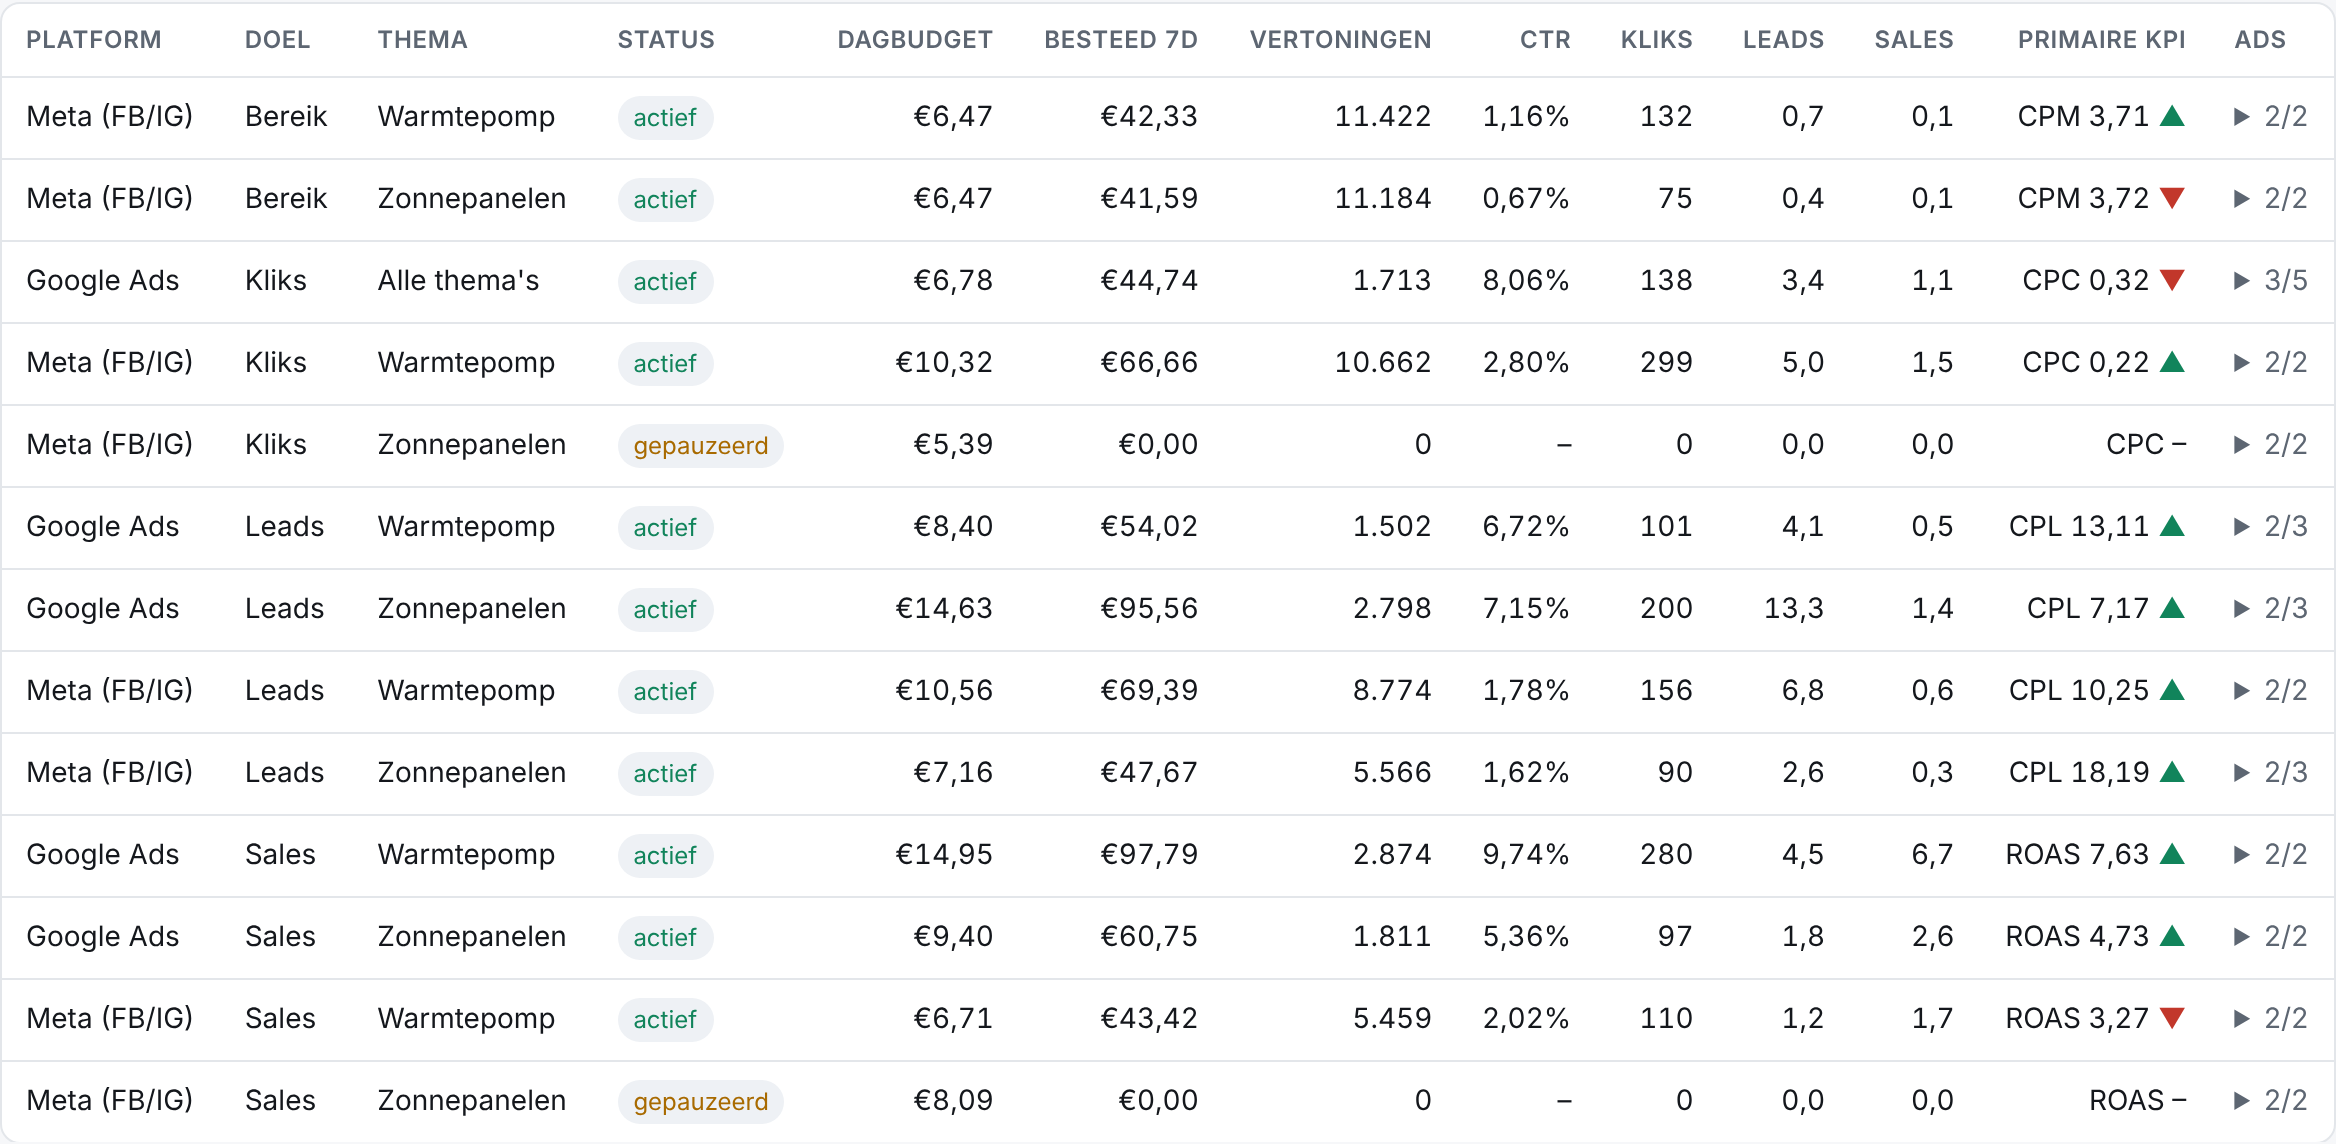 PLATFORM DOEL THEMA STATUS DAGBUDGET BESTEED 7D VERTONINGEN CTR KLIKS LEADS SALES PRIMAIRE KPI ADS
Meta (FB/IG) Bereik Warmtepomp actief €6,47 €42,33 11.422 1,16% 132 0,7 0,1 CPM 3,71 ▲ ▶ 2/2
Meta (FB/IG) Bereik Zonnepanelen actief €6,47 €41,59 11.184 0,67% 75 0,4 0,1 CPM 3,72 ▼ ▶ 2/2
Google Ads Kliks Alle thema's actief €6,78 €44,74 1.713 8,06% 138 3,4 1,1 CPC 0,32 ▼ ▶ 3/5
Meta (FB/IG) Kliks Warmtepomp actief €10,32 €66,66 10.662 2,80% 299 5,0 1,5 CPC 0,22 ▲ ▶ 2/2
Meta (FB/IG) Kliks Zonnepanelen gepauzeerd €5,39 €0,00 0 – 0 0,0 0,0 CPC – ▶ 2/2
Google Ads Leads Warmtepomp actief €8,40 €54,02 1.502 6,72% 101 4,1 0,5 CPL 13,11 ▲ ▶ 2/3
Google Ads Leads Zonnepanelen actief €14,63 €95,56 2.798 7,15% 200 13,3 1,4 CPL 7,17 ▲ ▶ 2/3
Meta (FB/IG) Leads Warmtepomp actief €10,56 €69,39 8.774 1,78% 156 6,8 0,6 CPL 10,25 ▲ ▶ 2/2
Meta (FB/IG) Leads Zonnepanelen actief €7,16 €47,67 5.566 1,62% 90 2,6 0,3 CPL 18,19 ▲ ▶ 2/3
Google Ads Sales Warmtepomp actief €14,95 €97,79 2.874 9,74% 280 4,5 6,7 ROAS 7,63 ▲ ▶ 2/2
Google Ads Sales Zonnepanelen actief €9,40 €60,75 1.811 5,36% 97 1,8 2,6 ROAS 4,73 ▲ ▶ 2/2
Meta (FB/IG) Sales Warmtepomp actief €6,71 €43,42 5.459 2,02% 110 1,2 1,7 ROAS 3,27 ▼ ▶ 2/2
Meta (FB/IG) Sales Zonnepanelen gepauzeerd €8,09 €0,00 0 – 0 0,0 0,0 ROAS – ▶ 2/2